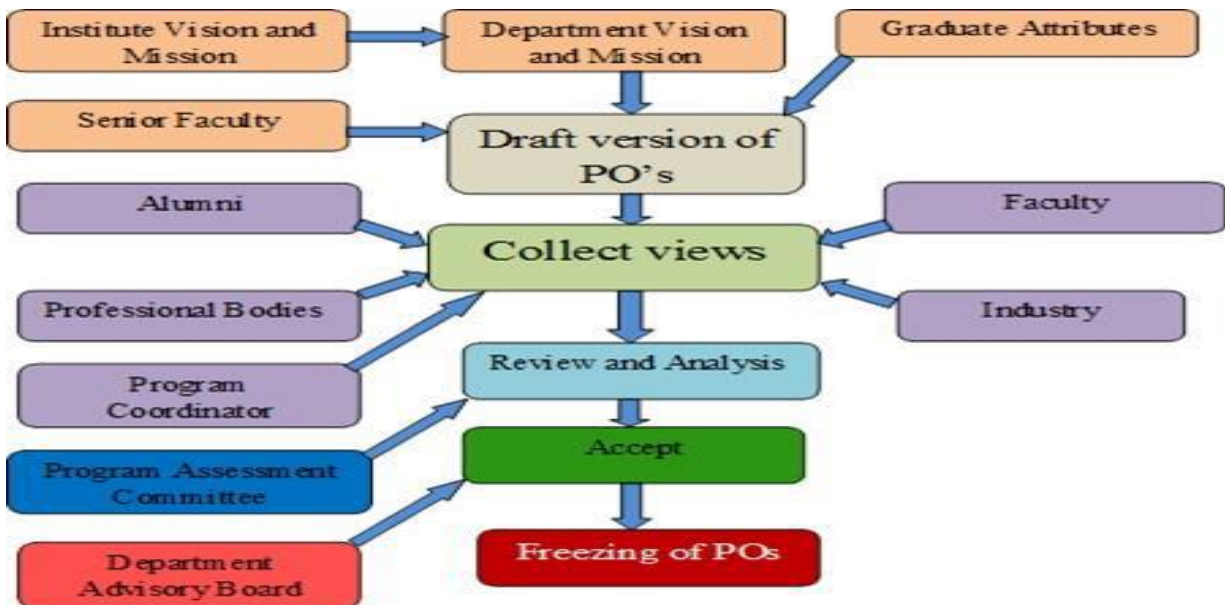 Institute Vision and
Mission
Department Vision
and Mission
Graduate Attributes
Senior Faculty
Draft version of
PO's
Alumni
Faculty
Collect views
Professional Bodies
Industry
Review and Analysis
Program
Coordinator
Accept
Program Assessment
Committee
Freezing of POs
Department
Advisory Board